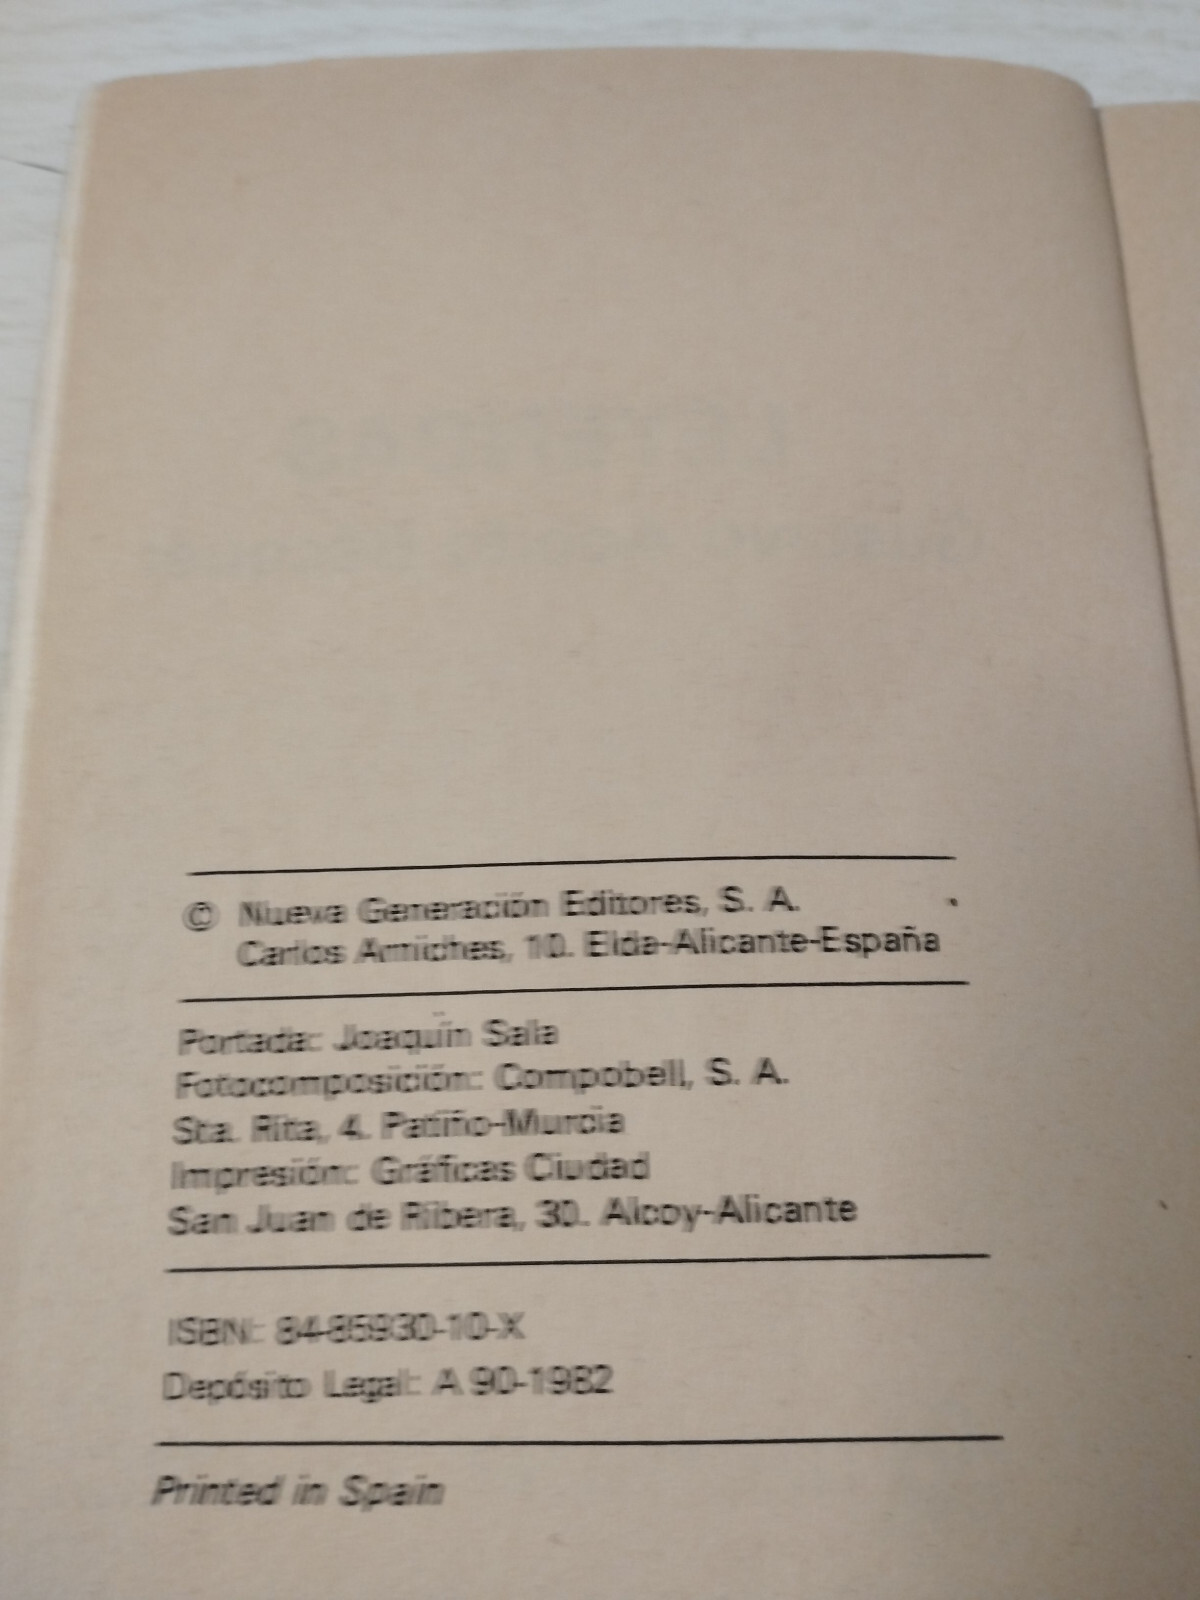 © Nueva Generación Editores, S. A.
Carlos Arniches, 10. Elda-Alicante-España
Portada: Joaquín Sala
Fotocomposición: Compobell, S. A.
Sta. Rita, 4. Patiño-Murcia
Impresión: Gráficas Ciudad
San Juan de Ribera, 30. Alcoy-Alicante
ISBN: 84-85930-10-X
Depósito Legal: A 90-1982
Printed in Spain